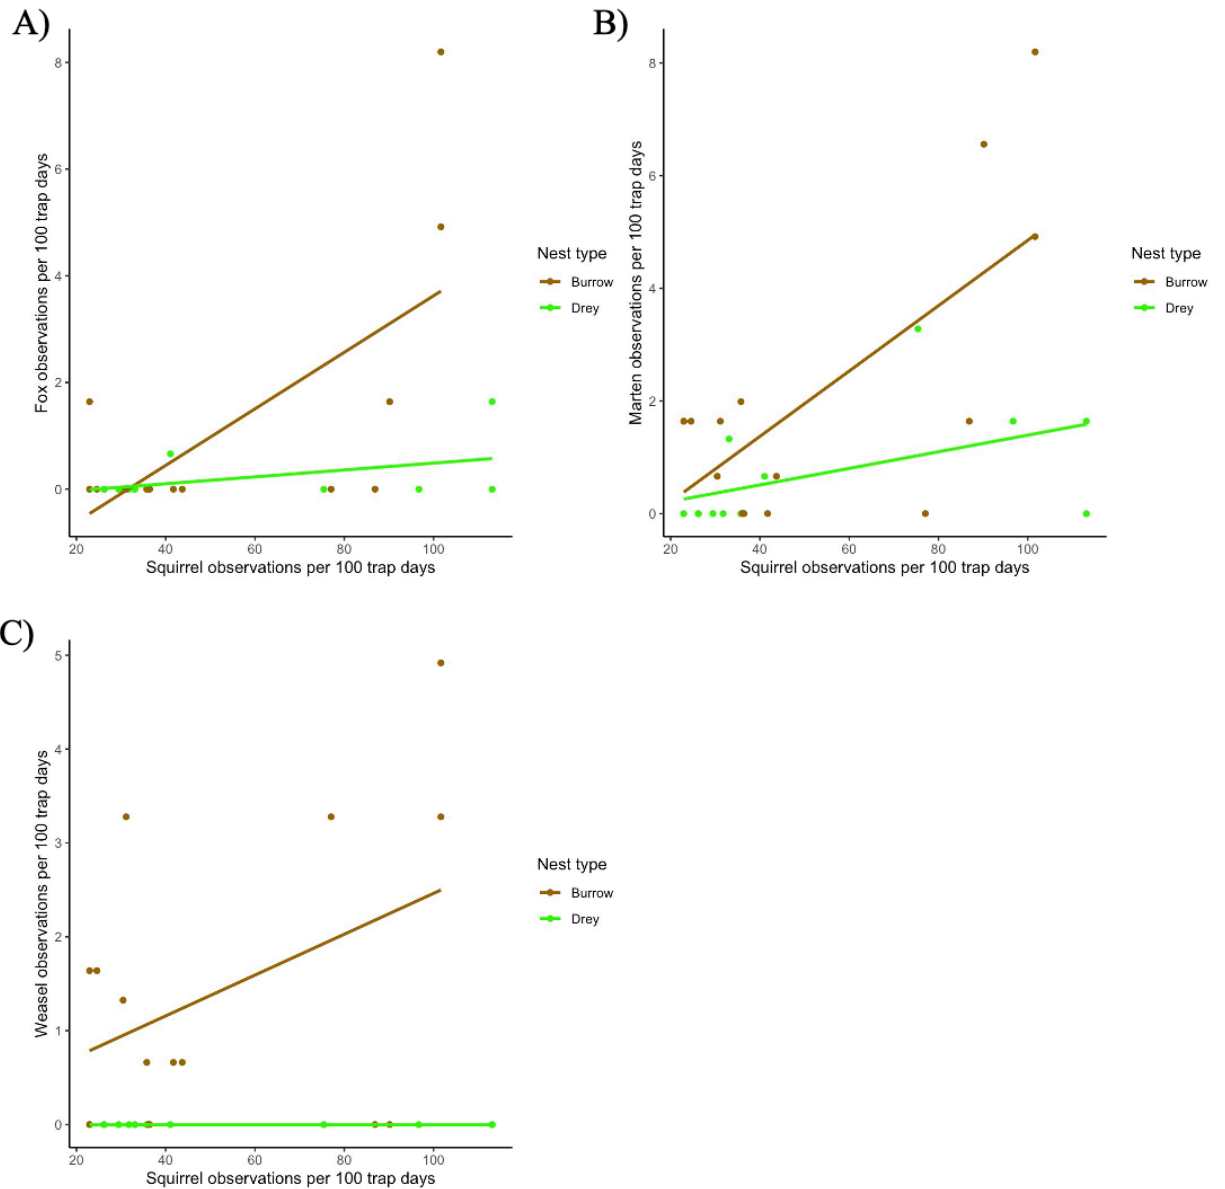 A)
Fox observations per 100 trap days
8
6
4
2
0
20 40 60 80 100
Squirrel observations per 100 trap days
Nest type
Burrow
Drey
B)
Marten observations per 100 trap days
8
6
4
2
0
20 40 60 80 100
Squirrel observations per 100 trap days
Nest type
Burrow
Drey
C)
Weasel observations per 100 trap days
5
4
3
2
1
0
20 40 60 80 100
Squirrel observations per 100 trap days
Nest type
Burrow
Drey